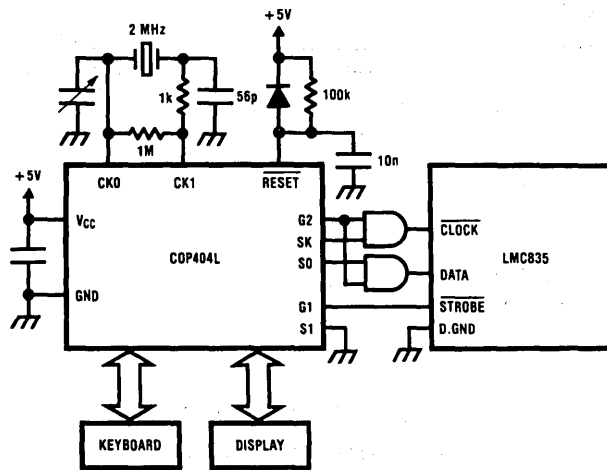 2 MHz
+5V
1k
56p
100k
1M
10n
+5V
CK0
CK1
RESET
VCC
GND
COP404L
G2
SK
SO
G1
S1
CLOCK
DATA
STROBE
D.GND
LMC835
KEYBOARD
DISPLAY